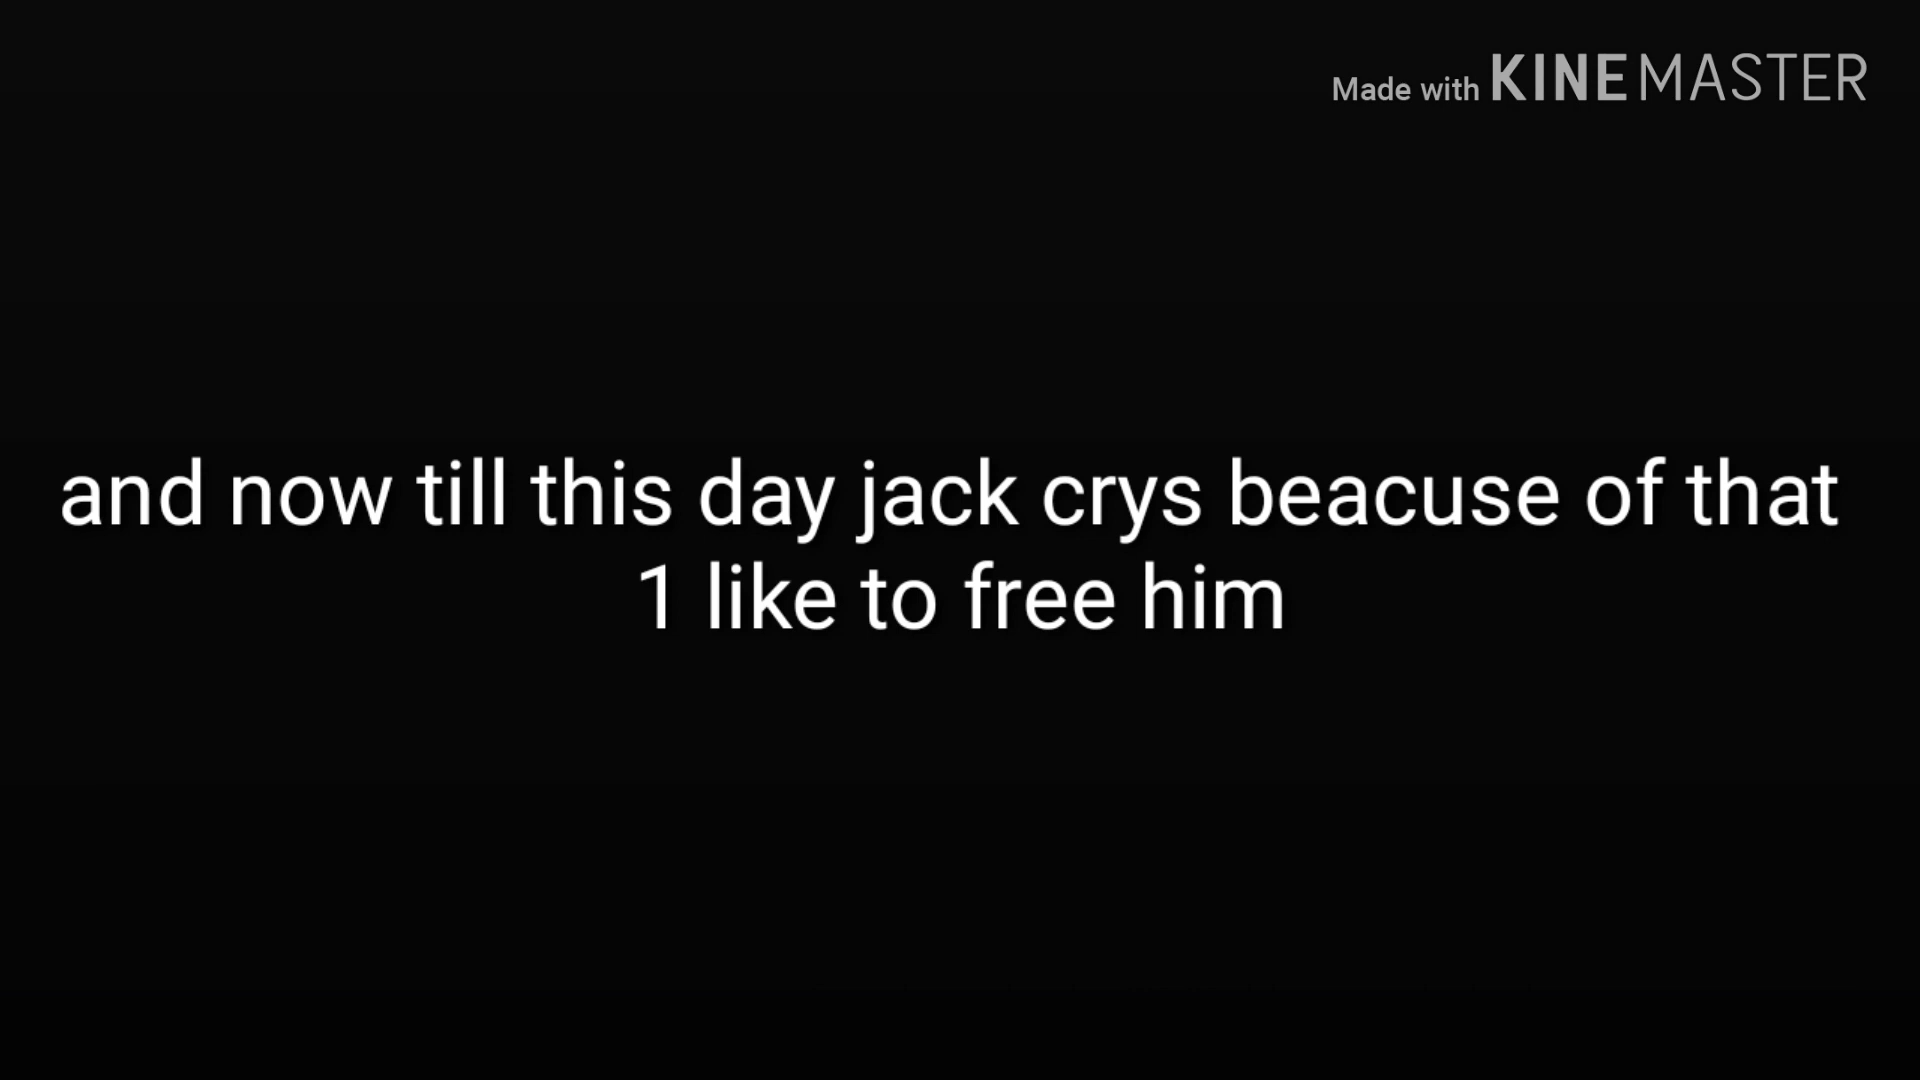 Made with KINEMASTER
and now till this day jack crys beacuse of that
1 like to free him